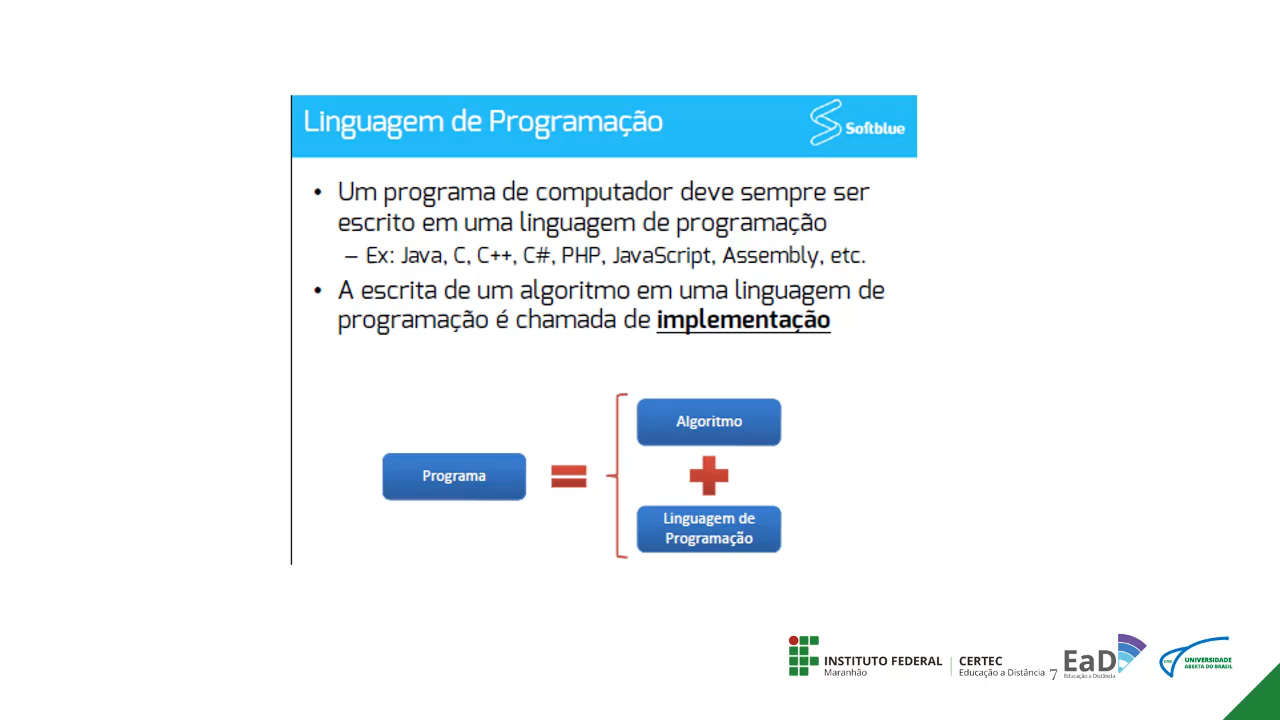 Linguagem de Programação
Softblue
• Um programa de computador deve sempre ser
escrito em uma linguagem de programação
– Ex: Java, C, C++, C#, PHP, JavaScript, Assembly, etc.
• A escrita de um algoritmo em uma linguagem de
programação é chamada de implementação
Algoritmo
Programa
Linguagem de
Programação
INSTITUTO FEDERAL
Maranhão
CERTEC
Educação a Distância
7
EaD
Educação a Distância
UAB
UNIVERSIDADE
ABERTA DO BRASIL